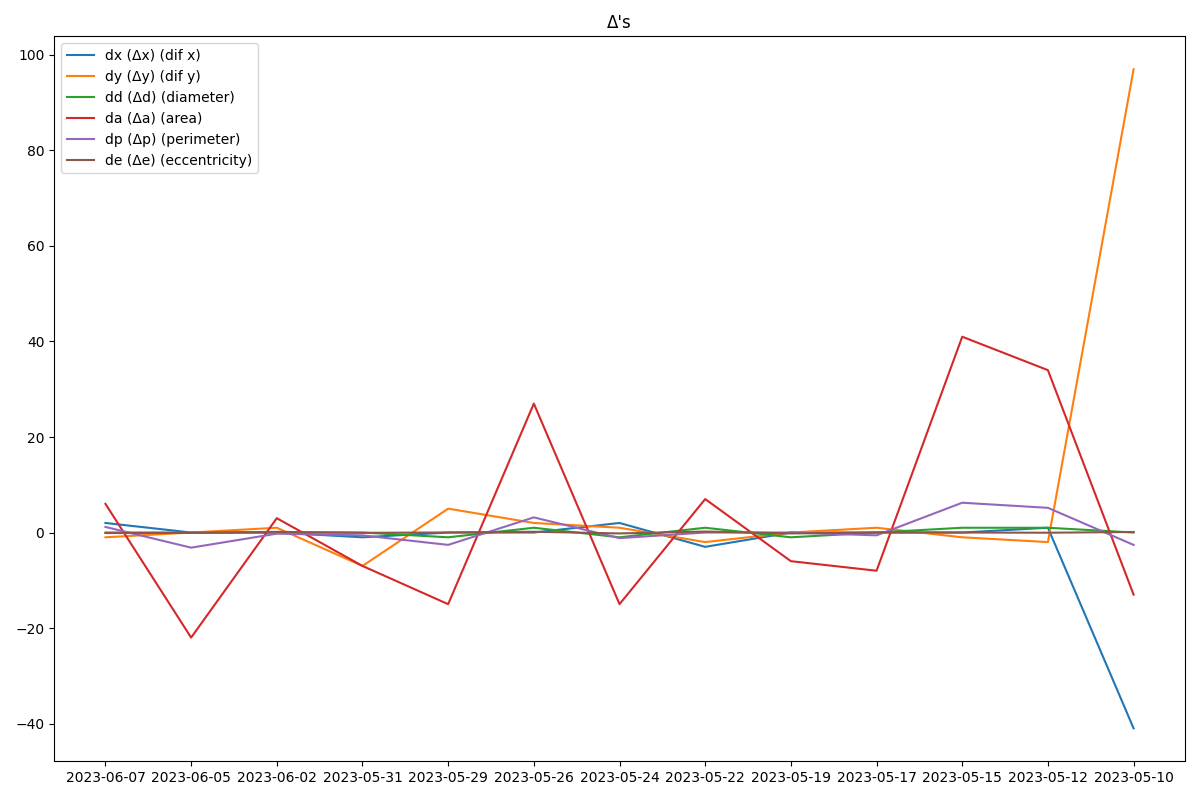 Δ's
dx (Δx) (dif x)
dy (Δy) (dif y)
dd (Δd) (diameter)
da (Δa) (area)
dp (Δp) (perimeter)
de (Δe) (eccentricity)
100
80
60
40
20
0
−20
−40
2023-06-07 2023-06-05 2023-06-02 2023-05-31 2023-05-29 2023-05-26 2023-05-24 2023-05-22 2023-05-19 2023-05-17 2023-05-15 2023-05-12 2023-05-10